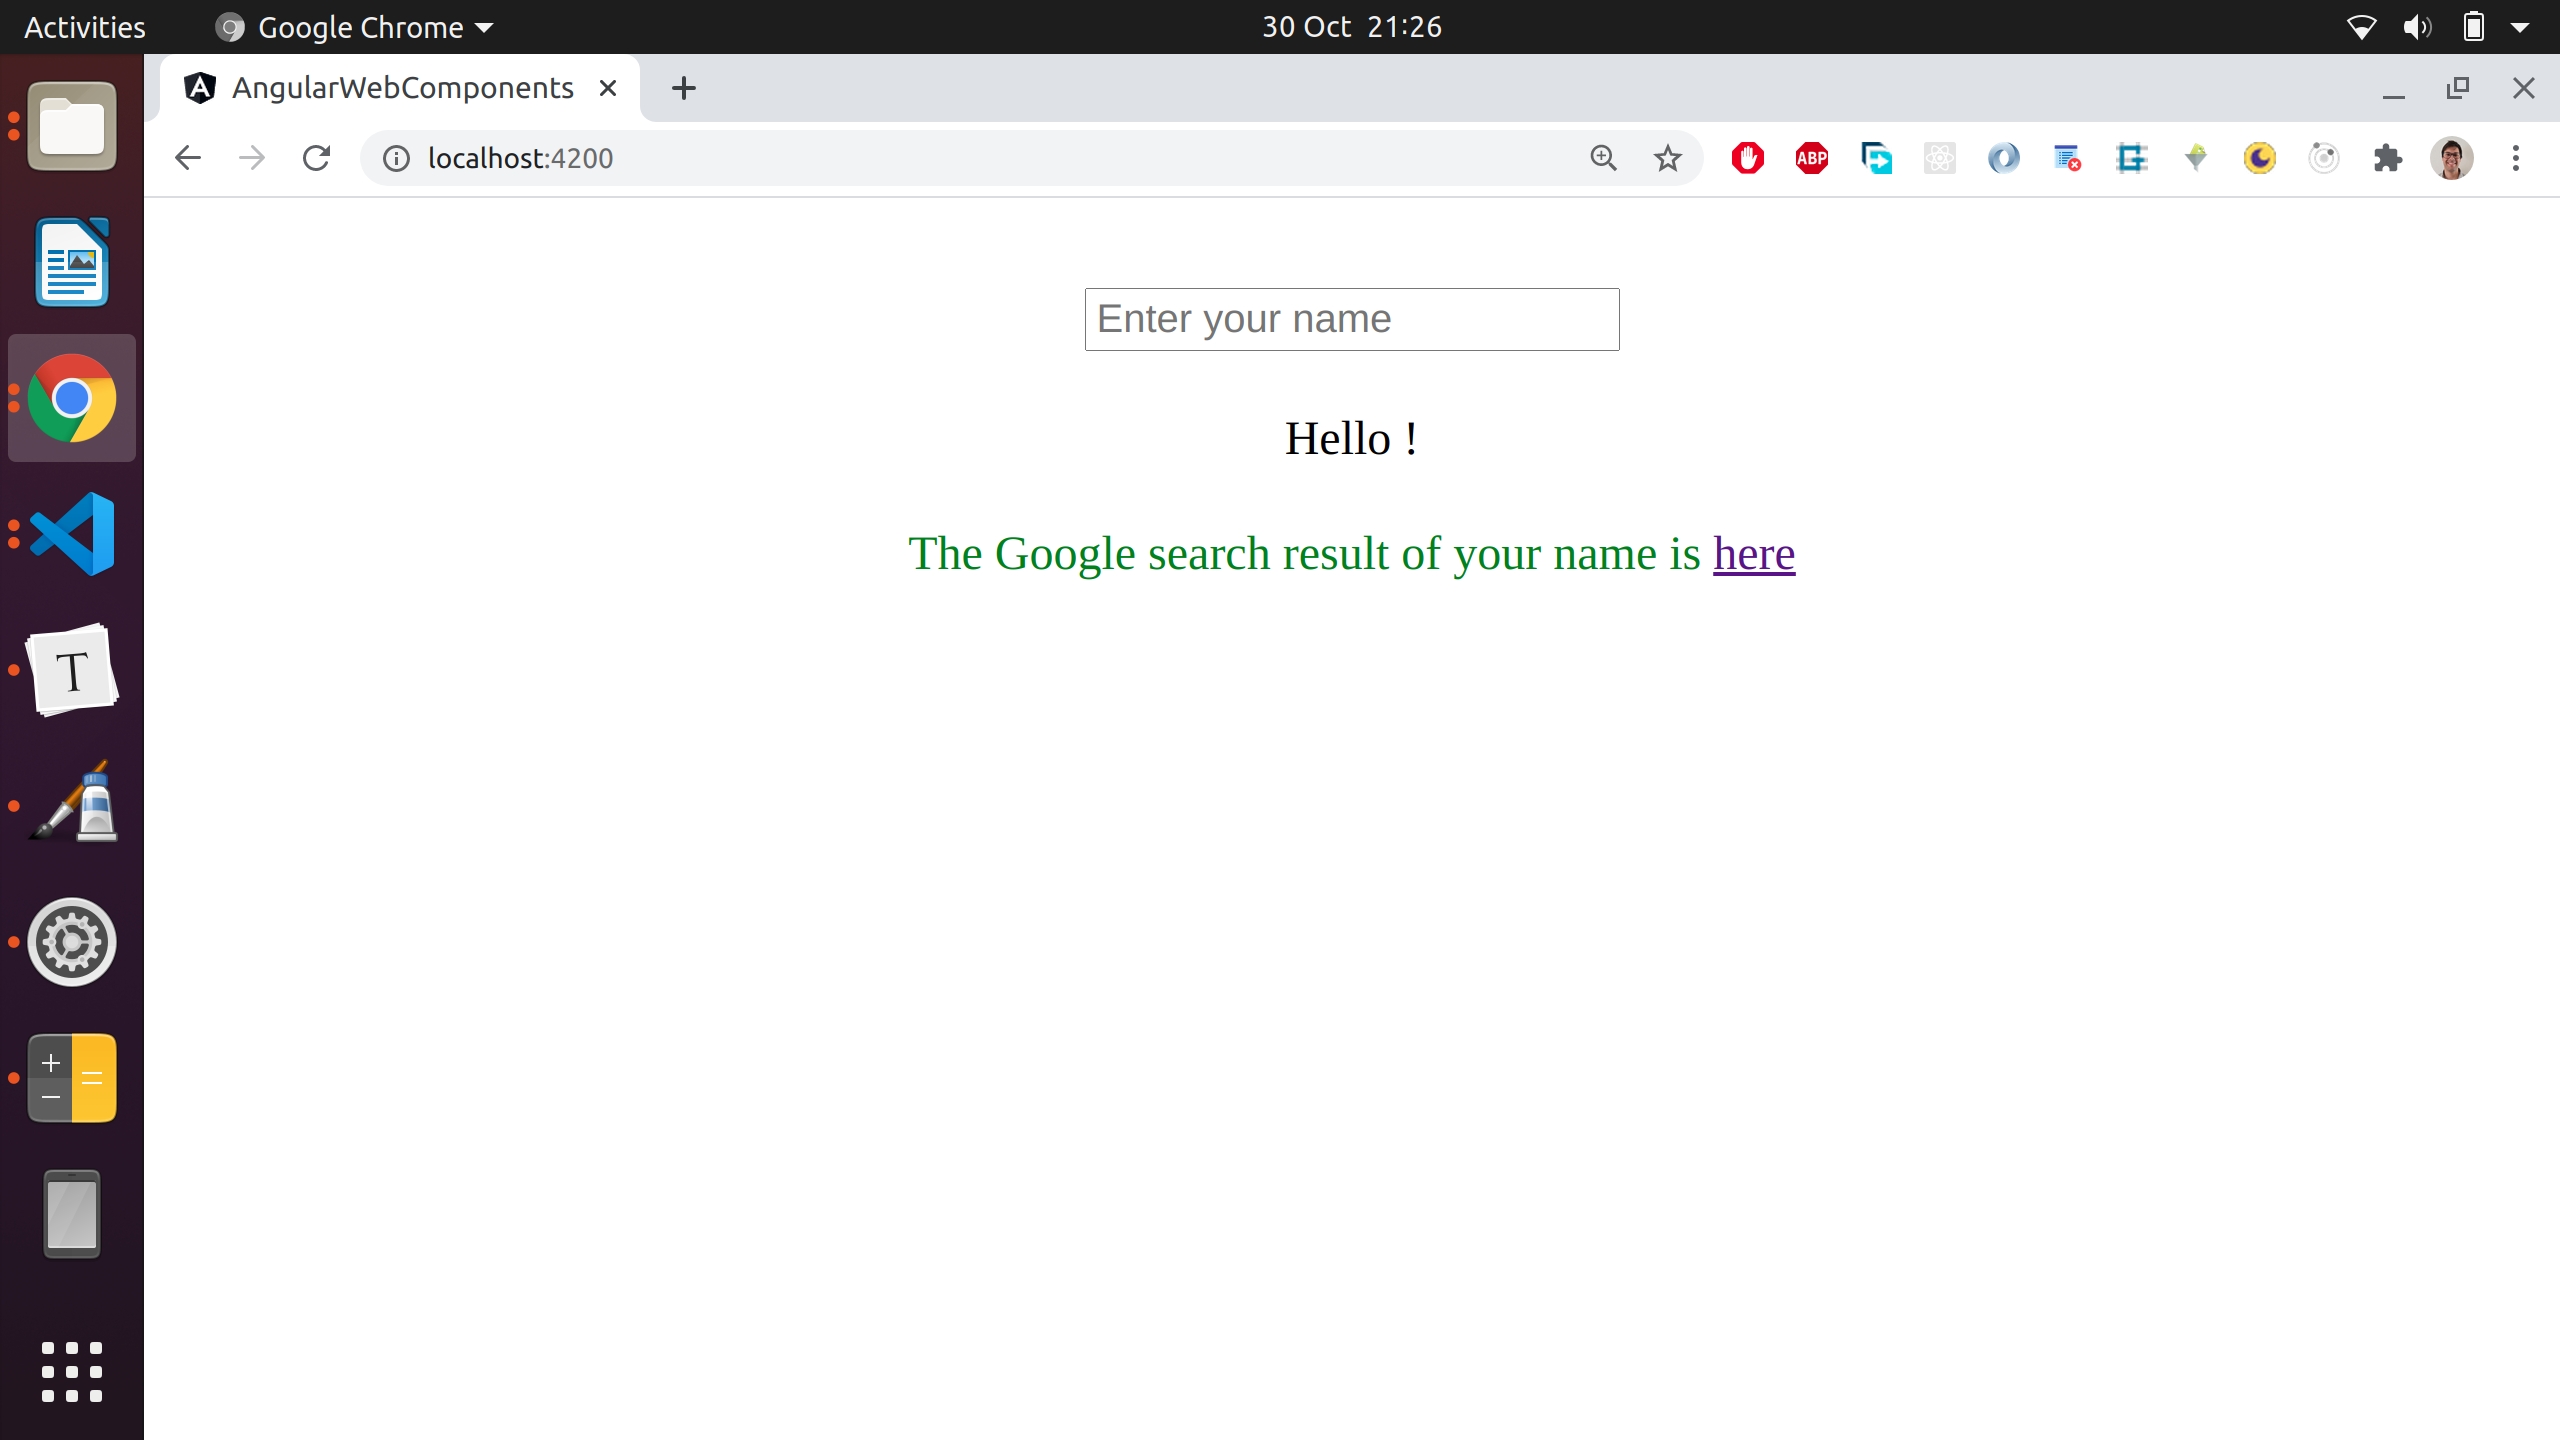 Activities
Google Chrome
30 Oct 21:26
AngularWebComponents
localhost:4200
ABP
Enter your name
Hello !
The Google search result of your name is here
T